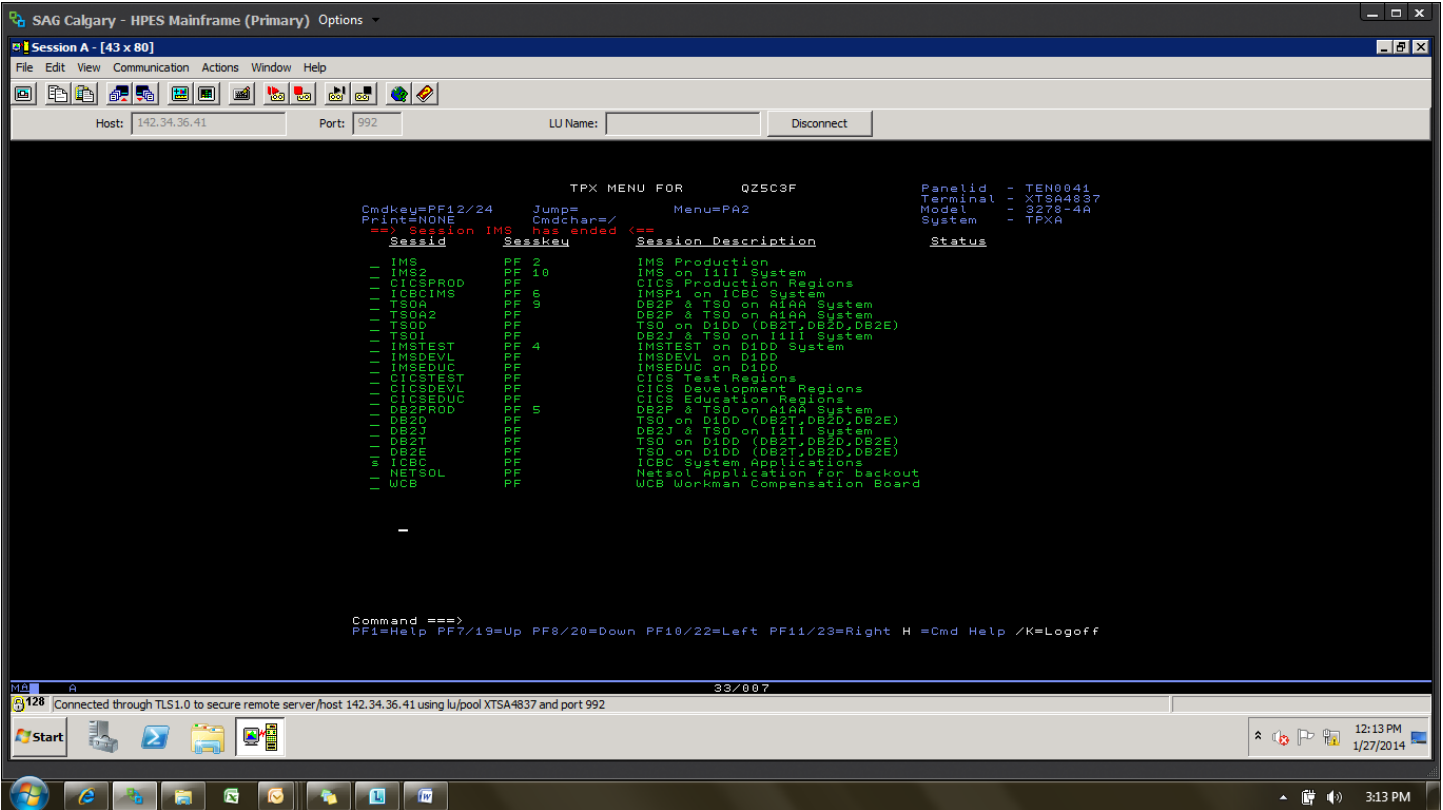 SAG Calgary - HPES Mainframe (Primary) Options
Session A - [43 x 80]
File Edit View Communication Actions Window Help
Host: 142.34.36.41 Port: 992 LU Name: Disconnect
TPX MENU FOR QZ5C3F Panelid - TEN0041
Terminal - XTSA4837
Cmdkey=PF12/24 Jump= Menu=PA2 Model - 3278-4A
Print=NONE Cmdchar=/ System - TPXA
==> Session IMS has ended <==
Sessid Sesskey Session Description Status
_ IMS PF 2 IMS Production
_ IMS2 PF 10 IMS on I1II System
_ CICSPROD PF CICS Production Regions
_ ICBCIMS PF 6 IMSP1 on ICBC System
_ TSOA PF 9 DB2P & TSO on A1AA System
_ TSOA2 PF DB2P & TSO on A1AA System
_ TSOD PF TSO on D1DD (DB2T,DB2D,DB2E)
_ TSOI PF DB2J & TSO on I1II System
_ IMSTEST PF 4 IMSTEST on D1DD System
_ IMSDEVL PF IMSDEVL on D1DD
_ IMSEDUC PF IMSEDUC on D1DD
_ CICSTEST PF CICS Test Regions
_ CICSDEVL PF CICS Development Regions
_ CICSEDUC PF CICS Education Regions
_ DB2PROD PF 5 DB2P & TSO on A1AA System
_ DB2D PF TSO on D1DD (DB2T,DB2D,DB2E)
_ DB2J PF DB2J & TSO on I1II System
_ DB2T PF TSO on D1DD (DB2T,DB2D,DB2E)
_ DB2E PF TSO on D1DD (DB2T,DB2D,DB2E)
s ICBC PF ICBC System Applications
_ NETSOL PF Netsol Application for backout
_ WCB PF WCB Workman Compensation Board
Command ===>
PF1=Help PF7/19=Up PF8/20=Down PF10/22=Left PF11/23=Right H =Cmd Help /K=Logoff
MA A 33/007
128 Connected through TLS1.0 to secure remote server/host 142.34.36.41 using lu/pool XTSA4837 and port 992
Start 12:13 PM
1/27/2014
3:13 PM